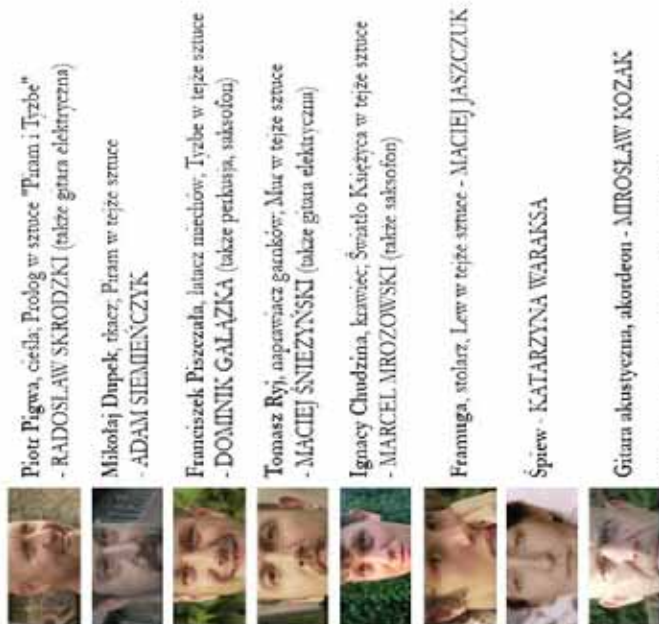 Piotr Pigwa, cieśla; Prolog w sztuce "Piram i Tyzbe"
- RADOSŁAW SKRODZKI (także gitara elektryczna)
Mikołaj Dupek, tkacz; Piram w tejże sztuce
- ADAM SIEMIEŃCZYK
Franciszek Piszczała, łatacz miechów; Tyzbe w tejże sztuce
- DOMINIK GAŁĄZKA (także perkusja, saksofon)
Tomasz Ryj, naprawiacz garnków; Mur w tejże sztuce
- MACIEJ ŚNIEŻYŃSKI (także gitara elektryczna)
Ignacy Chudzina, krawiec; Światło Księżyca w tejże sztuce
- MARCEL MROZOWSKI (także saksofon)
Framuga, stolarz, Lew w tejże sztuce - MACIEJ JASZCZUK
Śpiew - KATARZYNA WARAKSA
Gitara akustyczna, akordeon - MIROSŁAW KOZAK